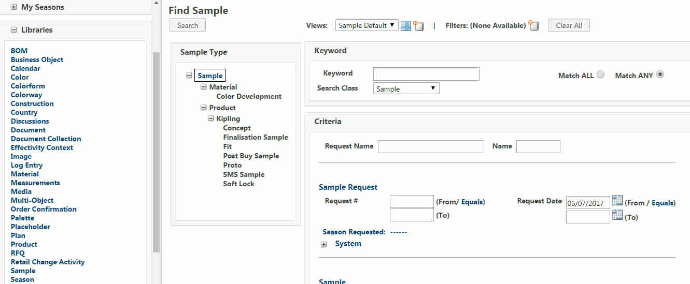 My Seasons
Libraries
BOM
Business Object
Calendar
Color
Colorform
Colorway
Construction
Country
Discussions
Document
Document Collection
Effectivity Context
Image
Log Entry
Material
Measurements
Media
Multi-Object
Order Confirmation
Palette
Placeholder
Plan
Product
RFQ
Retail Change Activity
Sample
Season
Find Sample
Search
Views: Sample Default | Filters: (None Available) Clear All
Sample Type
Sample
Material
Color Development
Product
Kipling
Concept
Finalisation Sample
Fit
Post Buy Sample
Proto
SMS Sample
Soft Lock
Keyword
Keyword Match ALL Match ANY
Search Class Sample
Criteria
Request Name Name
Sample Request
Request # (From/ Equals) Request Date 05/07/2017 (From / Equals)
(To) (To)
Season Requested: ------
System
Sample